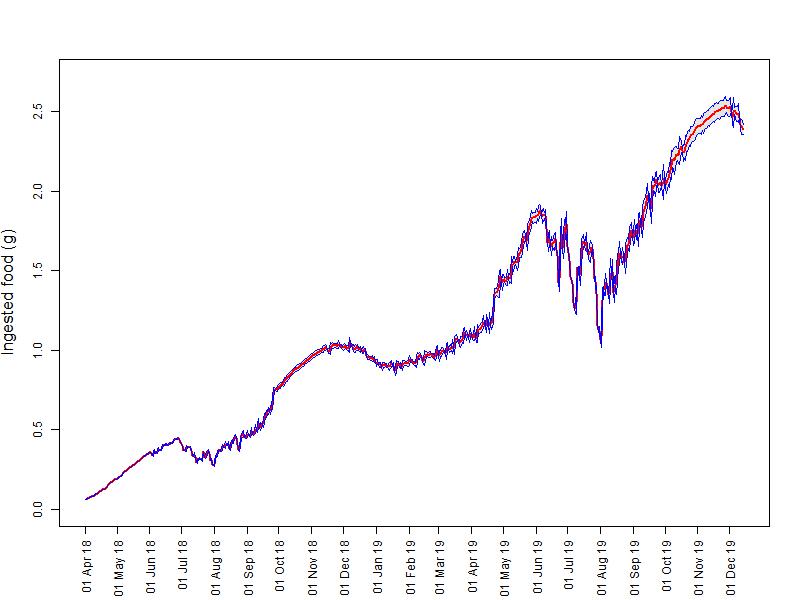 Ingested food (g)
2.5
2.0
1.5
1.0
0.5
0.0
01 Apr 18
01 May 18
01 Jun 18
01 Jul 18
01 Aug 18
01 Sep 18
01 Oct 18
01 Nov 18
01 Dec 18
01 Jan 19
01 Feb 19
01 Mar 19
01 Apr 19
01 May 19
01 Jun 19
01 Jul 19
01 Aug 19
01 Sep 19
01 Oct 19
01 Nov 19
01 Dec 19